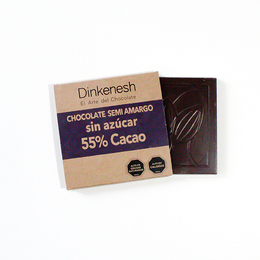 Dinkenesh
El Arte del Chocolate
CHOCOLATE SEMI AMARGO
sin azúcar
55% Cacao